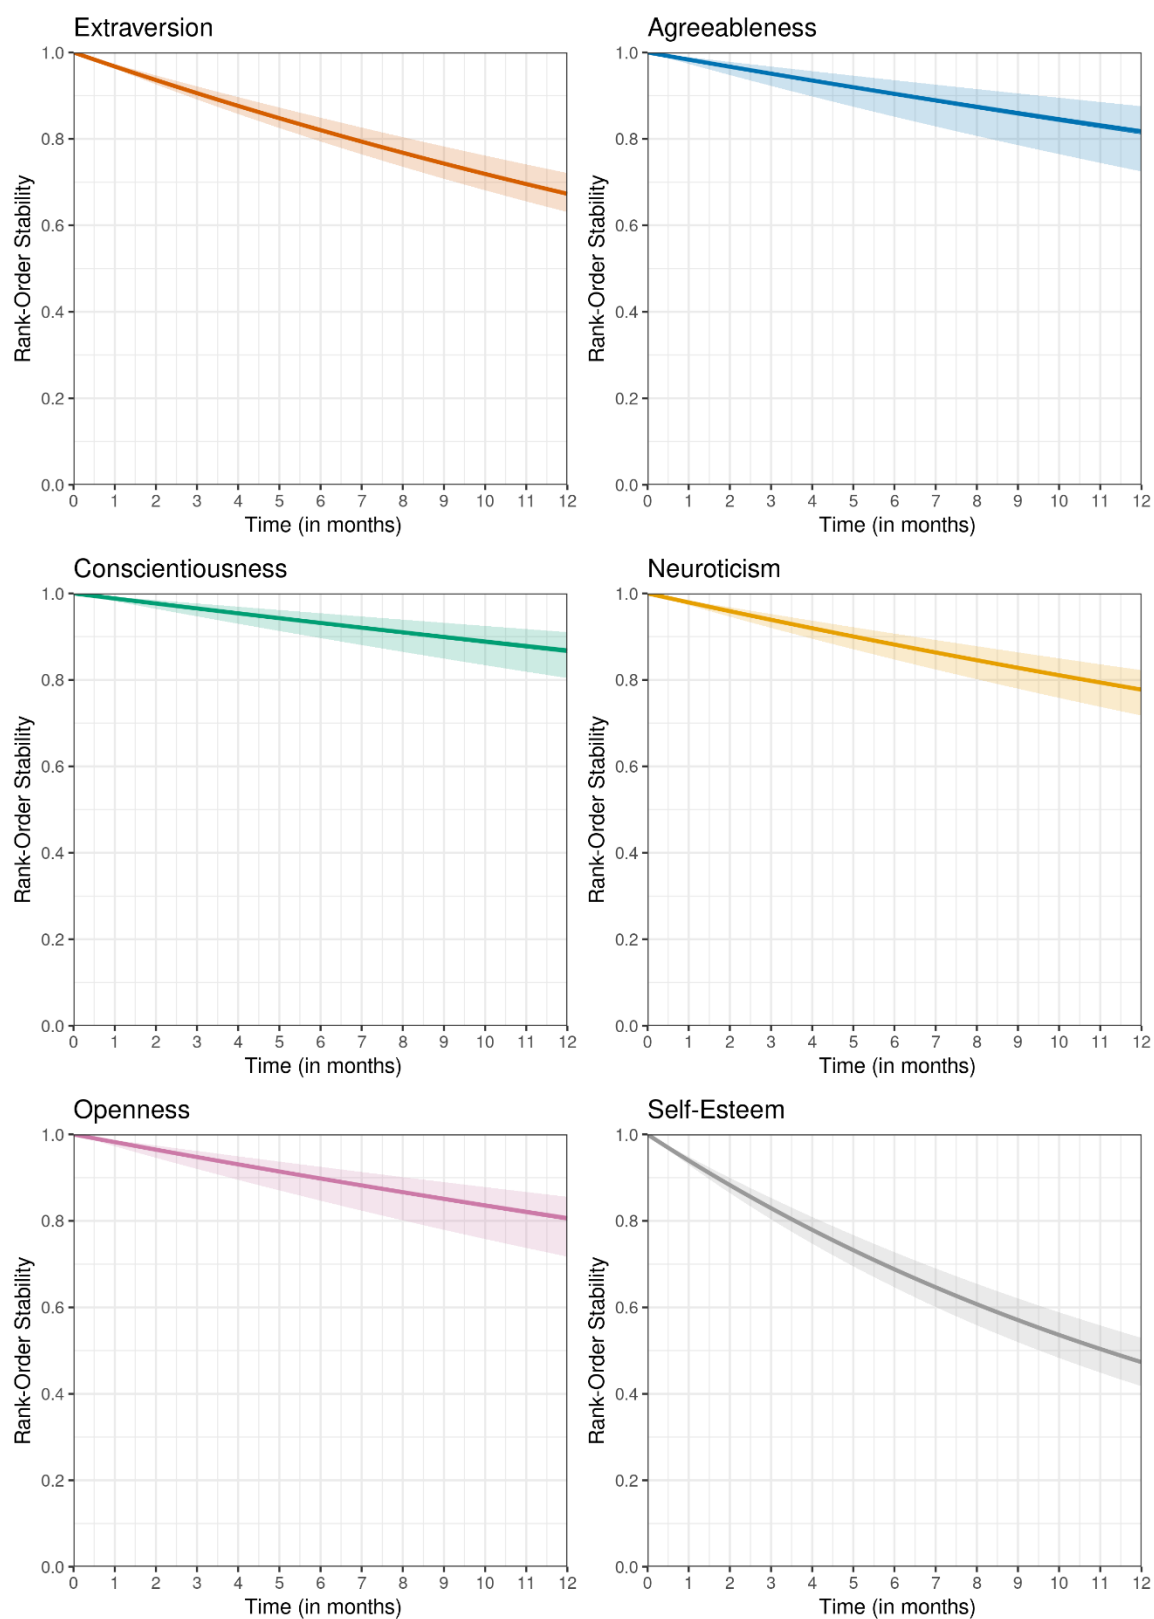 Extraversion
1.0
0.8
0.6
0.4
0.2
0.0
Rank-Order Stability
0 1 2 3 4 5 6 7 8 9 10 11 12
Time (in months)
Agreeableness
1.0
0.8
0.6
0.4
0.2
0.0
Rank-Order Stability
0 1 2 3 4 5 6 7 8 9 10 11 12
Time (in months)
Conscientiousness
1.0
0.8
0.6
0.4
0.2
0.0
Rank-Order Stability
0 1 2 3 4 5 6 7 8 9 10 11 12
Time (in months)
Neuroticism
1.0
0.8
0.6
0.4
0.2
0.0
Rank-Order Stability
0 1 2 3 4 5 6 7 8 9 10 11 12
Time (in months)
Openness
1.0
0.8
0.6
0.4
0.2
0.0
Rank-Order Stability
0 1 2 3 4 5 6 7 8 9 10 11 12
Time (in months)
Self-Esteem
1.0
0.8
0.6
0.4
0.2
0.0
Rank-Order Stability
0 1 2 3 4 5 6 7 8 9 10 11 12
Time (in months)